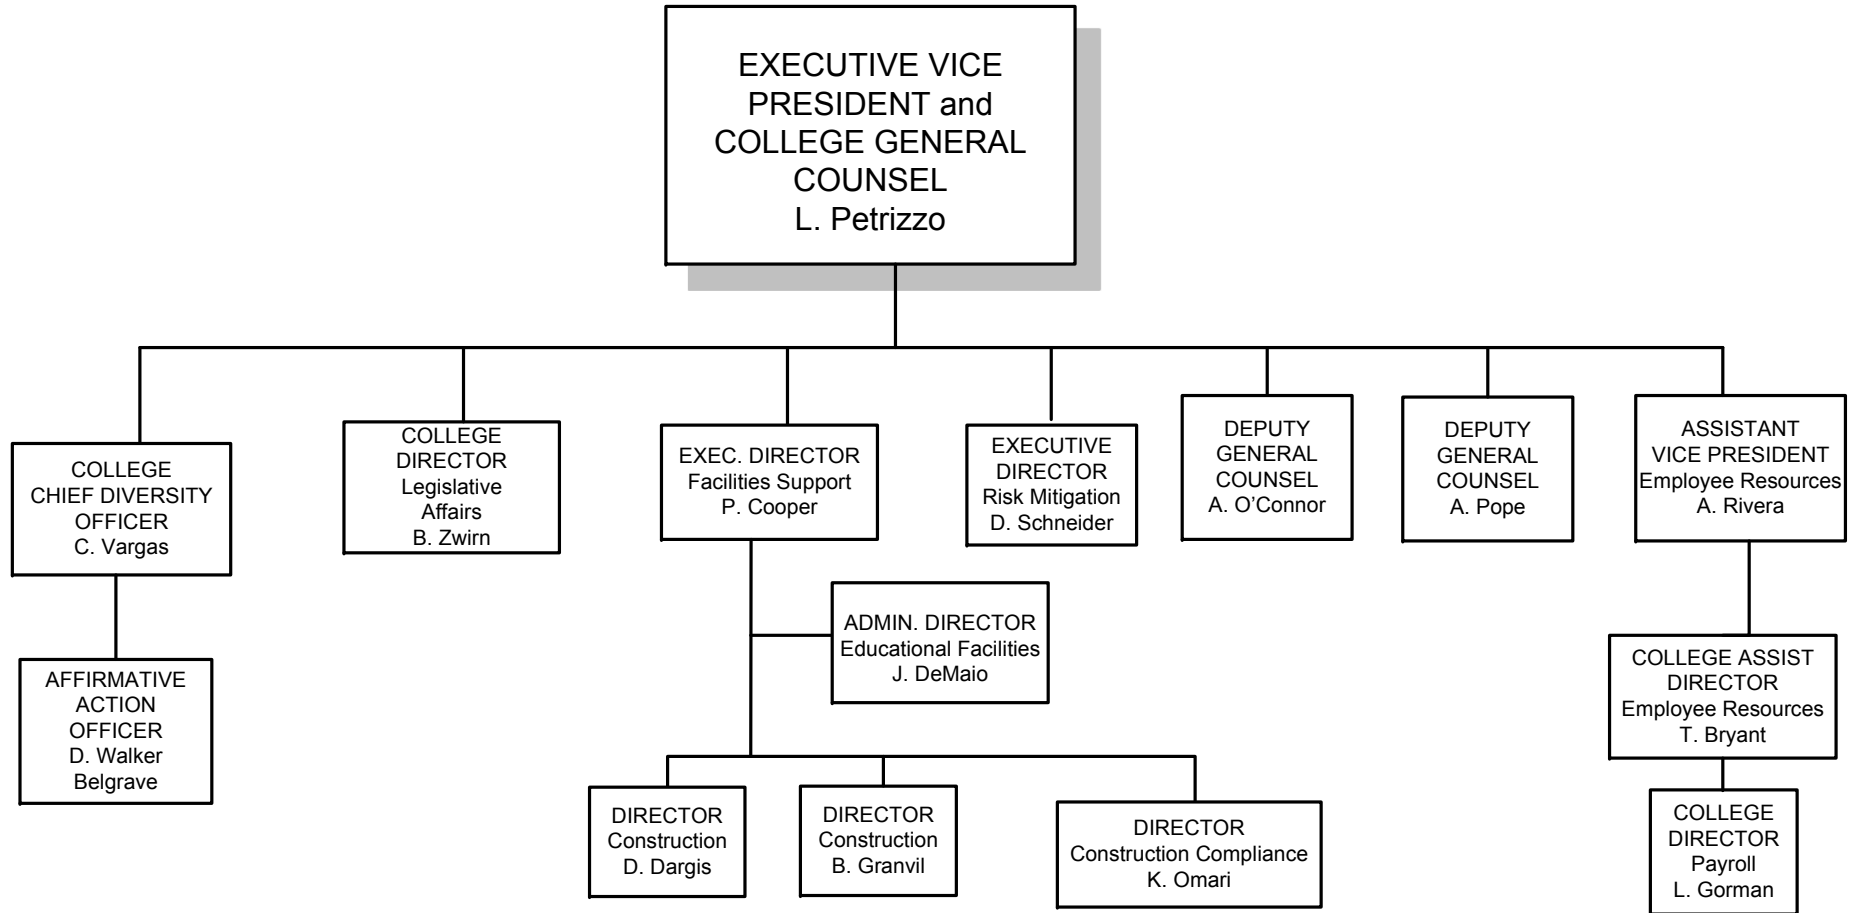 EXECUTIVE VICE
PRESIDENT and
COLLEGE GENERAL
COUNSEL
L. Petrizzo
COLLEGE
CHIEF DIVERSITY
OFFICER
C. Vargas
COLLEGE
DIRECTOR
Legislative
Affairs
B. Zwirn
EXEC. DIRECTOR
Facilities Support
P. Cooper
EXECUTIVE
DIRECTOR
Risk Mitigation
D. Schneider
DEPUTY
GENERAL
COUNSEL
A. O’Connor
DEPUTY
GENERAL
COUNSEL
A. Pope
ASSISTANT
VICE PRESIDENT
Employee Resources
A. Rivera
AFFIRMATIVE
ACTION
OFFICER
D. Walker
Belgrave
ADMIN. DIRECTOR
Educational Facilities
J. DeMaio
COLLEGE ASSIST
DIRECTOR
Employee Resources
T. Bryant
DIRECTOR
Construction
D. Dargis
DIRECTOR
Construction
B. Granvil
DIRECTOR
Construction Compliance
K. Omari
COLLEGE
DIRECTOR
Payroll
L. Gorman